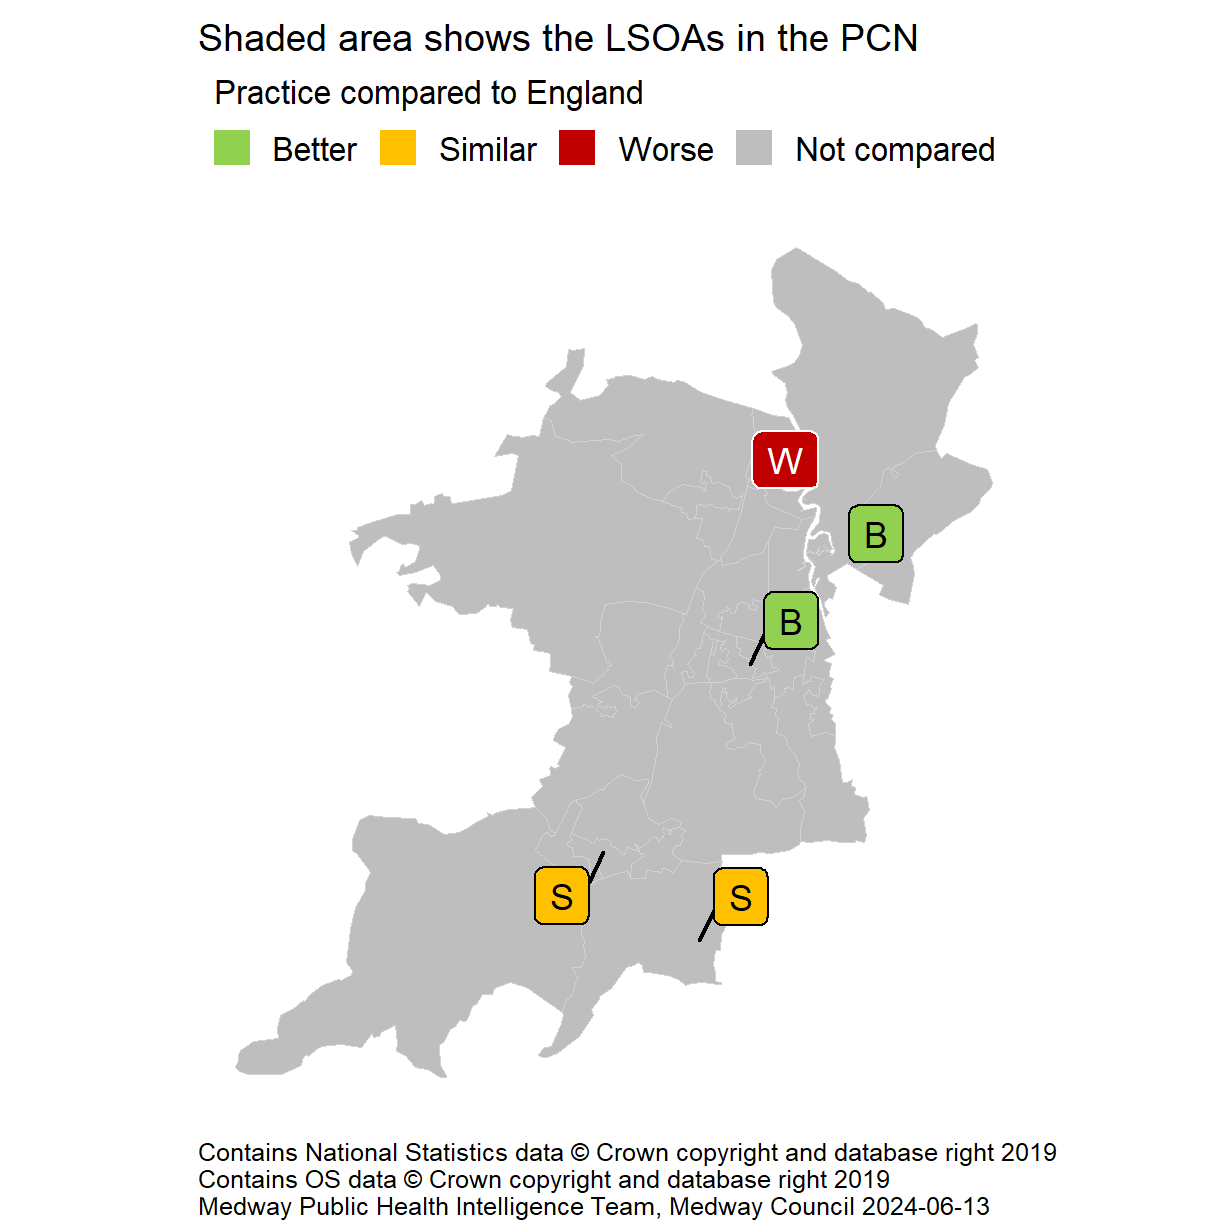 Shaded area shows the LSOAs in the PCN
Practice compared to England
Better Similar Worse Not compared
W
B
B
S S
Contains National Statistics data © Crown copyright and database right 2019
Contains OS data © Crown copyright and database right 2019
Medway Public Health Intelligence Team, Medway Council 2024-06-13